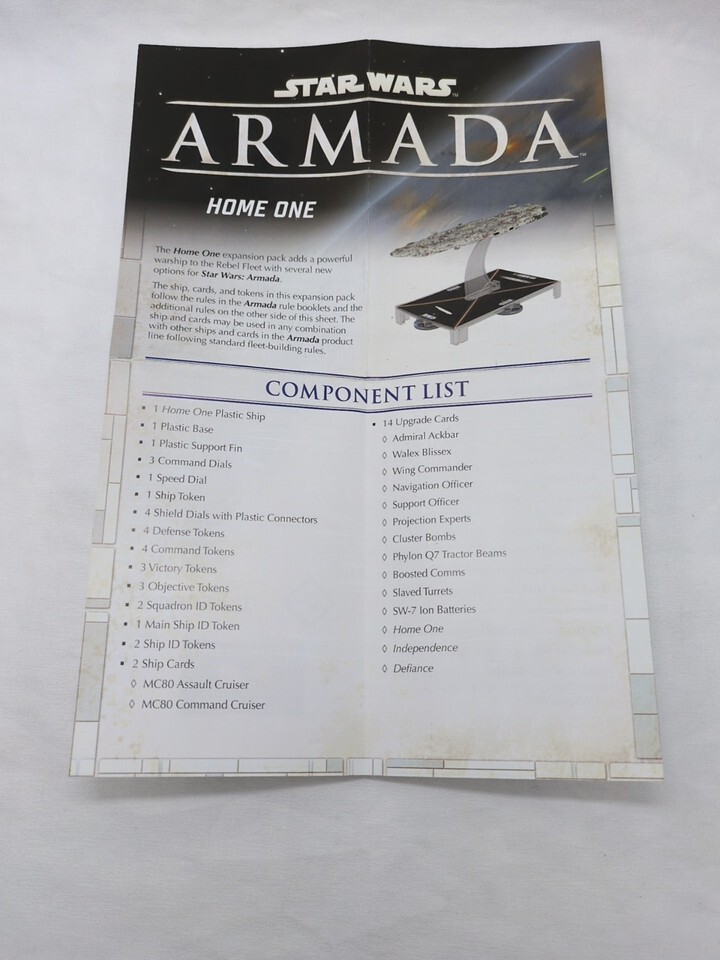 STAR WARS™
ARMADA™
HOME ONE
The Home One expansion pack adds a powerful
warship to the Rebel Fleet with several new
options for Star Wars: Armada.
The ship, cards, and tokens in this expansion pack
follow the rules in the Armada rule booklets and the
additional rules on the other side of this sheet. The
ship and cards may be used in any combination
with other ships and cards in the Armada product
line following standard fleet-building rules.
COMPONENT LIST
▪ 1 Home One Plastic Ship
▪ 1 Plastic Base
▪ 1 Plastic Support Fin
▪ 3 Command Dials
▪ 1 Speed Dial
▪ 1 Ship Token
▪ 4 Shield Dials with Plastic Connectors
▪ 4 Defense Tokens
▪ 4 Command Tokens
▪ 3 Victory Tokens
▪ 3 Objective Tokens
▪ 2 Squadron ID Tokens
▪ 1 Main Ship ID Token
▪ 2 Ship ID Tokens
▪ 2 Ship Cards
◊ MC80 Assault Cruiser
◊ MC80 Command Cruiser
▪ 14 Upgrade Cards
◊ Admiral Ackbar
◊ Walex Blissex
◊ Wing Commander
◊ Navigation Officer
◊ Support Officer
◊ Projection Experts
◊ Cluster Bombs
◊ Phylon Q7 Tractor Beams
◊ Boosted Comms
◊ Slaved Turrets
◊ SW-7 Ion Batteries
◊ Home One
◊ Independence
◊ Defiance